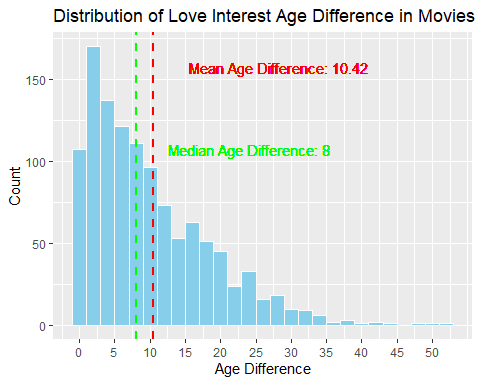 Distribution of Love Interest Age Difference in Movies
Mean Age Difference: 10.42
Median Age Difference: 8
Count
150
100
50
0
0 5 10 15 20 25 30 35 40 45 50
Age Difference